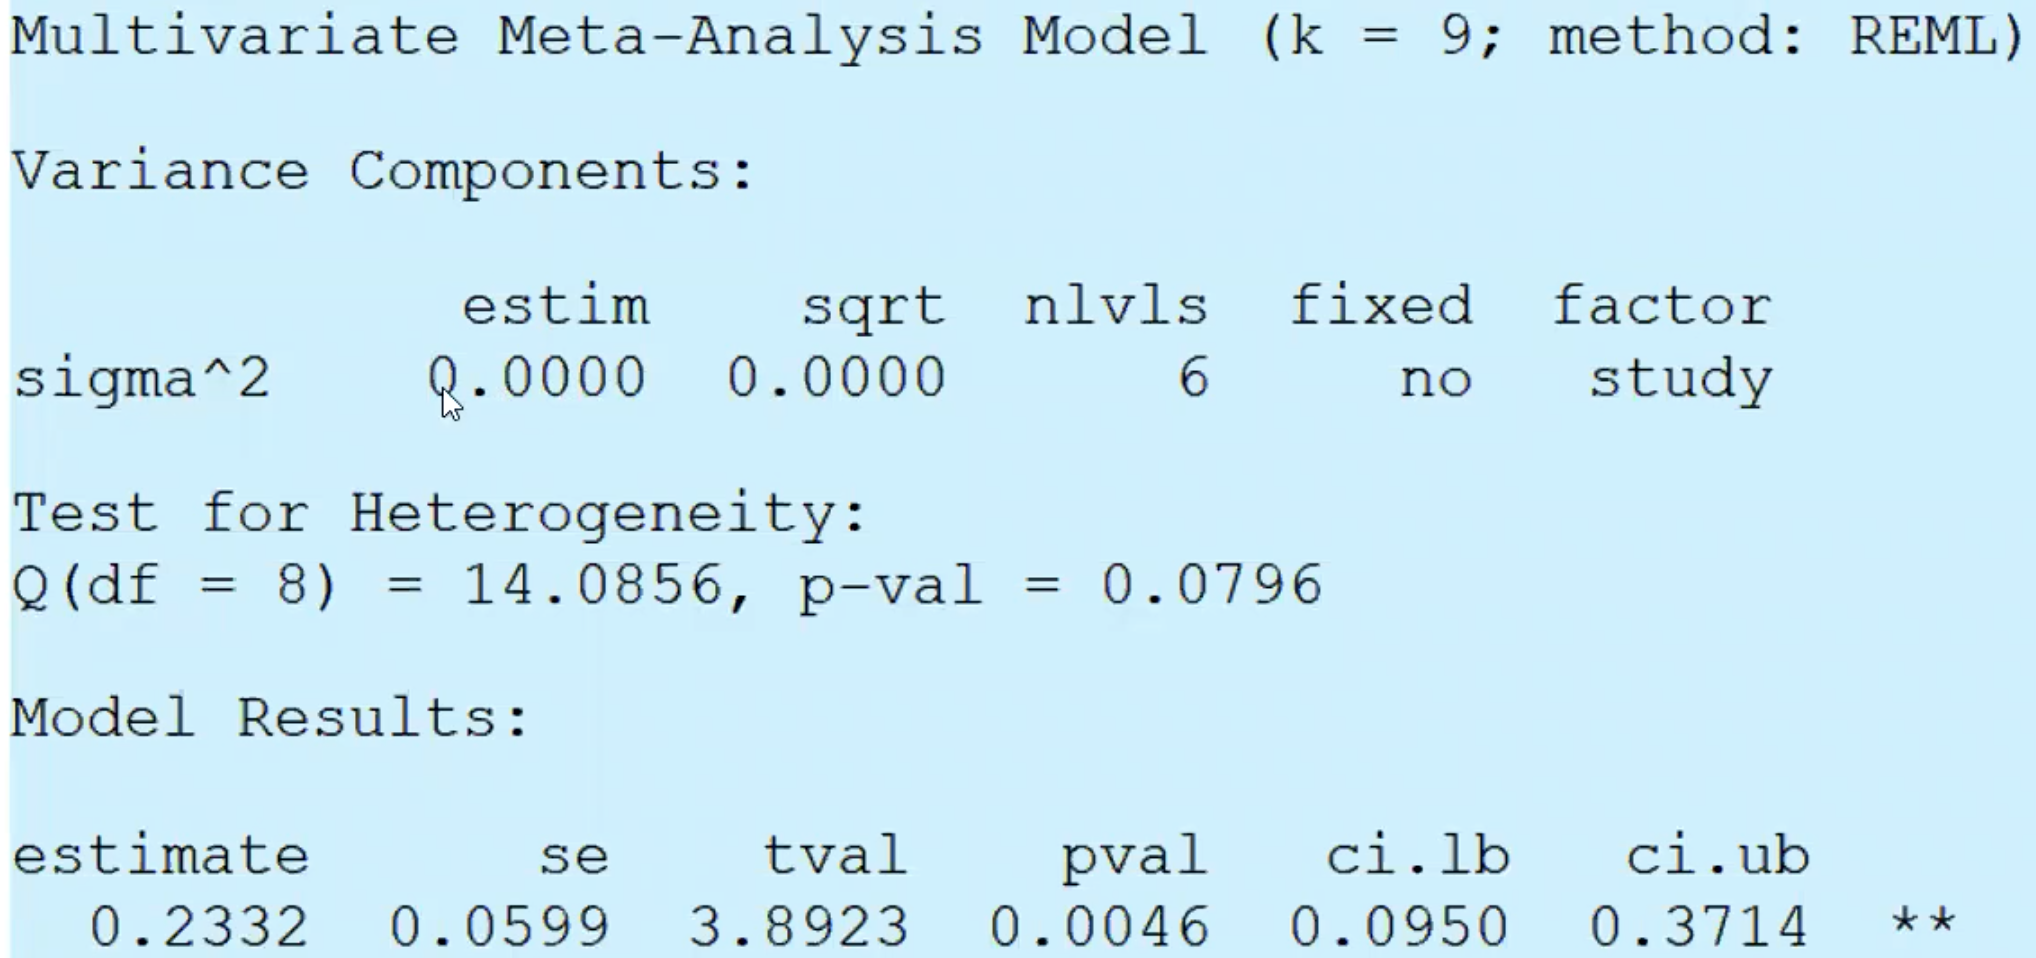 Multivariate Meta-Analysis Model (k = 9; method: REML)
Variance Components:
estim sqrt nlvls fixed factor
sigma^2 0.0000 0.0000 6 no study
Test for Heterogeneity:
Q(df = 8) = 14.0856, p-val = 0.0796
Model Results:
estimate se tval pval ci.lb ci.ub
0.2332 0.0599 3.8923 0.0046 0.0950 0.3714 **